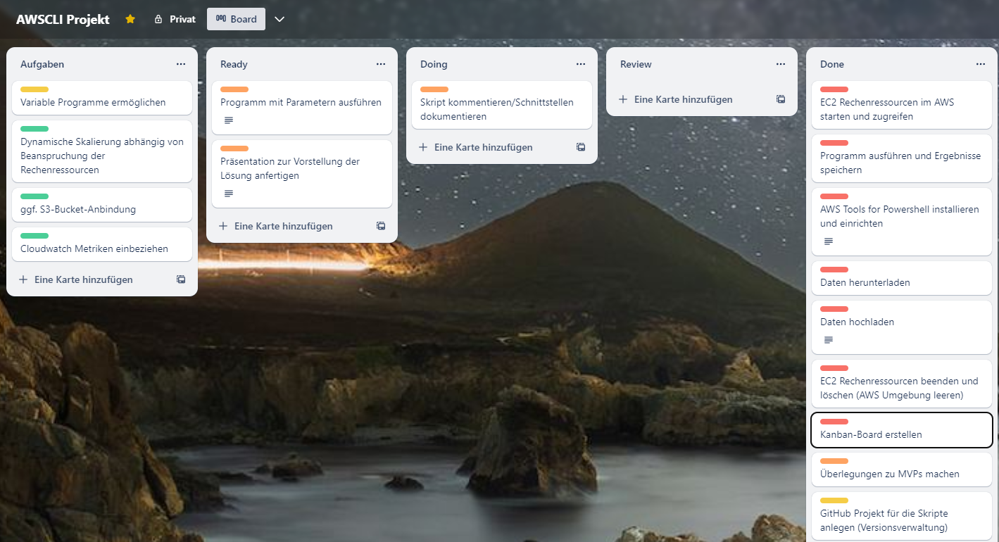 AWSCLI Projekt
Privat
Board
Aufgaben
Variable Programme ermöglichen
Dynamische Skalierung abhängig von
Beanspruchung der
Rechenressourcen
ggf. S3-Bucket-Anbindung
Cloudwatch Metriken einbeziehen
+ Eine Karte hinzufügen
Ready
Programm mit Parametern ausführen
Präsentation zur Vorstellung der
Lösung anfertigen
+ Eine Karte hinzufügen
Doing
Skript kommentieren/Schnittstellen
dokumentieren
+ Eine Karte hinzufügen
Review
+ Eine Karte hinzufügen
Done
EC2 Rechenressourcen im AWS
starten und zugreifen
Programm ausführen und Ergebnisse
speichern
AWS Tools for Powershell installieren
und einrichten
Daten herunterladen
Daten hochladen
EC2 Rechenressourcen beenden und
löschen (AWS Umgebung leeren)
Kanban-Board erstellen
Überlegungen zu MVPs machen
GitHub Projekt für die Skripte
anlegen (Versionsverwaltung)